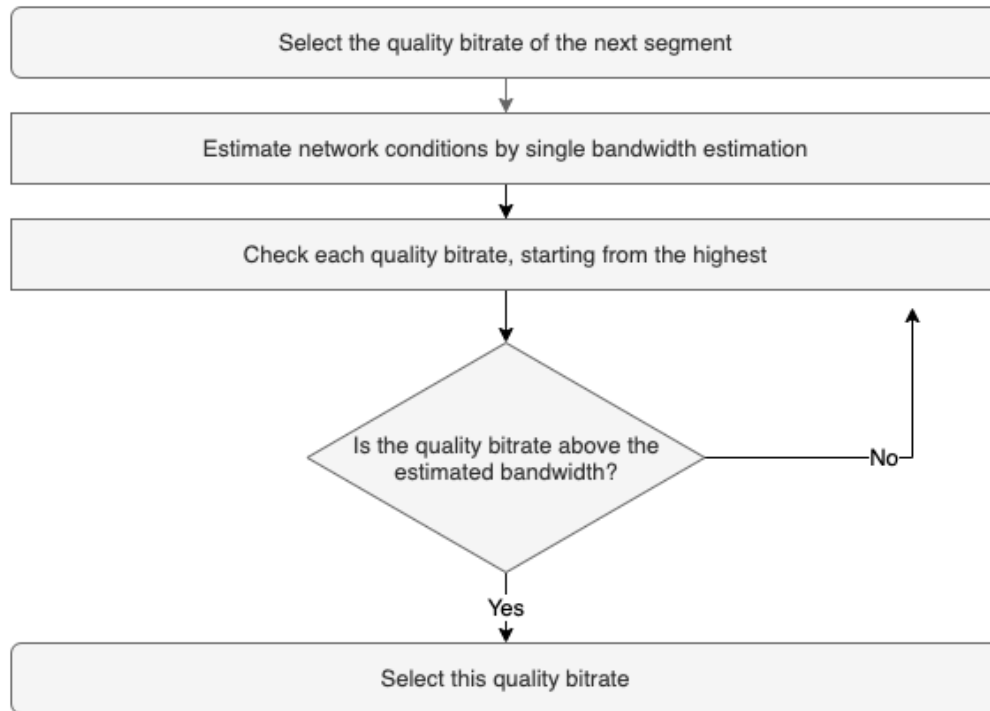 Select the quality bitrate of the next segment
Estimate network conditions by single bandwidth estimation
Check each quality bitrate, starting from the highest
Is the quality bitrate above the
estimated bandwidth?
No
Yes
Select this quality bitrate